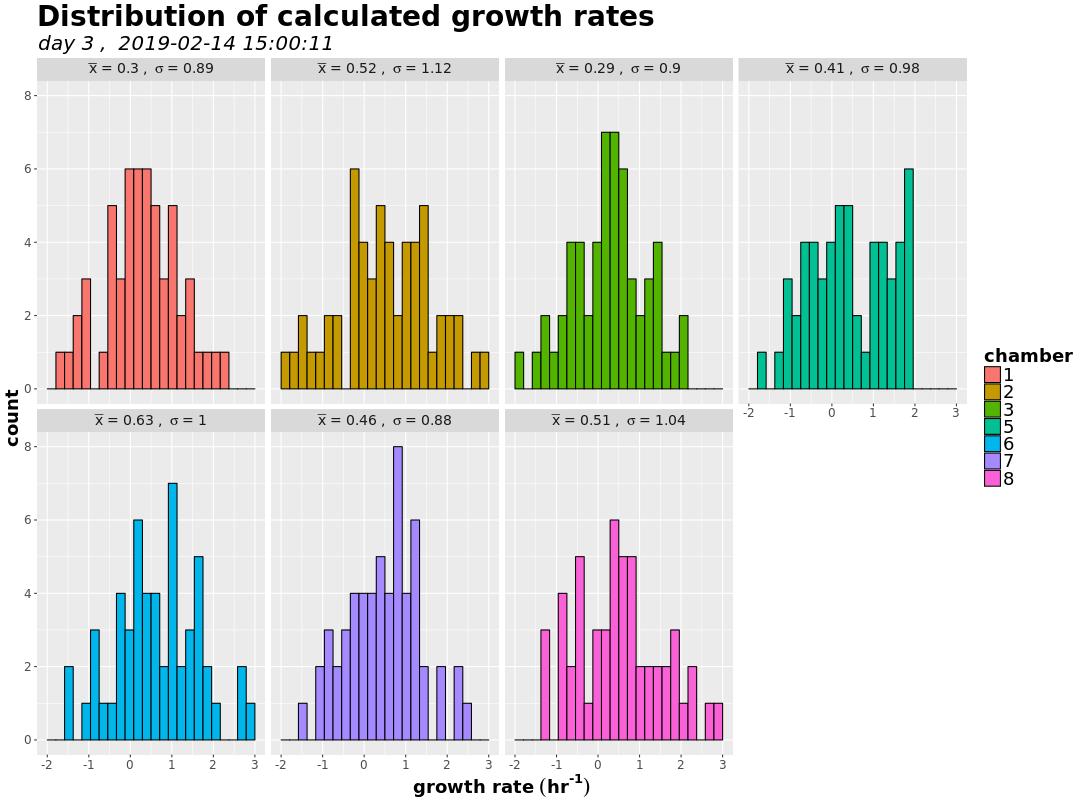 Distribution of calculated growth rates
day 3 ,  2019-02-14 15:00:11
x̅ = 0.3 ,  σ = 0.89
x̅ = 0.52 ,  σ = 1.12
x̅ = 0.29 ,  σ = 0.9
x̅ = 0.41 ,  σ = 0.98
8
6
4
2
0
-2 -1 0 1 2 3
x̅ = 0.63 ,  σ = 1
x̅ = 0.46 ,  σ = 0.88
x̅ = 0.51 ,  σ = 1.04
8
6
4
2
0
-2 -1 0 1 2 3
-2 -1 0 1 2 3
-2 -1 0 1 2 3
count
growth rate (hr⁻¹)
chamber
1
2
3
5
6
7
8